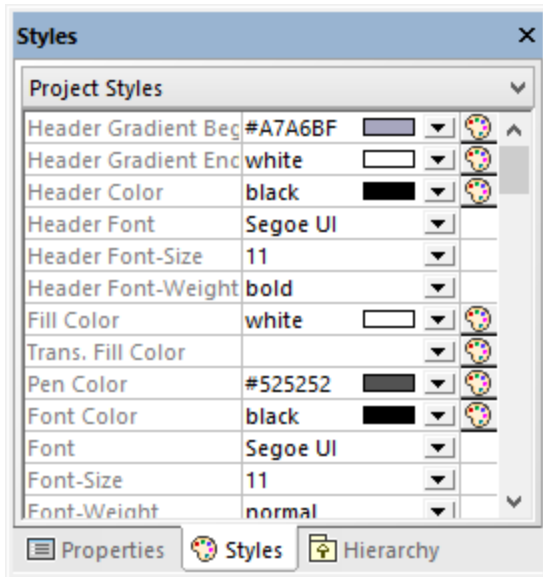 Styles
Project Styles
Header Gradient Beg #A7A6BF
Header Gradient Enc white
Header Color black
Header Font Segoe UI
Header Font-Size 11
Header Font-Weight bold
Fill Color white
Trans. Fill Color
Pen Color #525252
Font Color black
Font Segoe UI
Font-Size 11
Font-Weight normal
Properties Styles Hierarchy